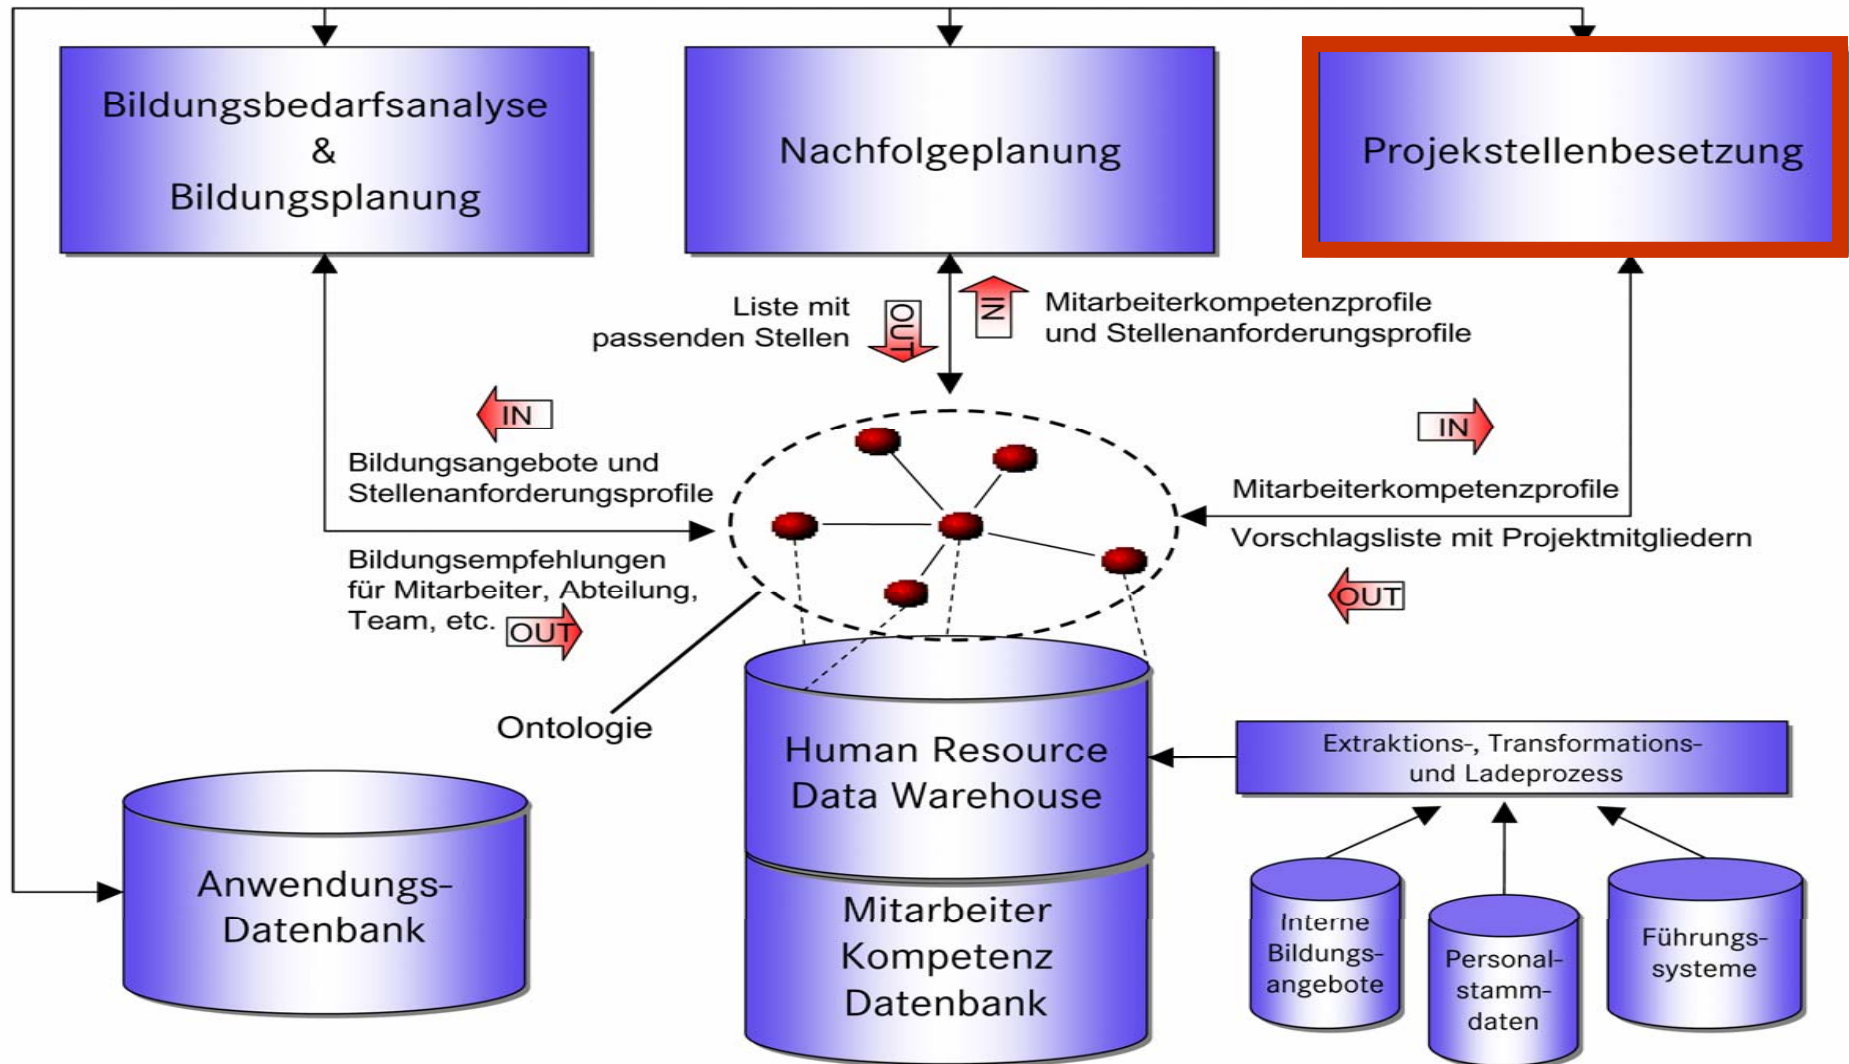 Bildungsbedarfsanalyse
&
Bildungsplanung
Nachfolgeplanung
Projekstellenbesetzung
Liste mit
passenden Stellen
OUT
IN
Mitarbeiterkompetenzprofile
und Stellenanforderungsprofile
IN
Bildungsangebote und
Stellenanforderungsprofile
Bildungsempfehlungen
für Mitarbeiter, Abteilung,
Team, etc.
OUT
IN
Mitarbeiterkompetenzprofile
Vorschlagsliste mit Projektmitgliedern
OUT
Ontologie
Human Resource
Data Warehouse
Mitarbeiter
Kompetenz
Datenbank
Anwendungs-
Datenbank
Extraktions-, Transformations-
und Ladeprozess
Interne
Bildungs-
angebote
Personal-
stamm-
daten
Führungs-
systeme